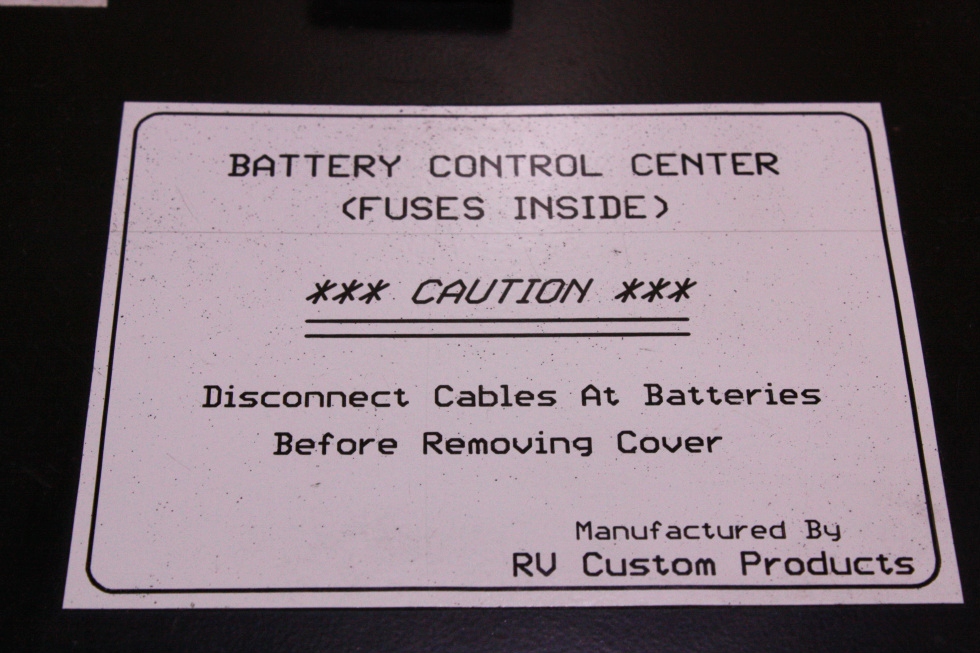 BATTERY CONTROL CENTER
(FUSES INSIDE)
*** CAUTION ***
Disconnect Cables At Batteries
Before Removing Cover
Manufactured By
RV Custom Products